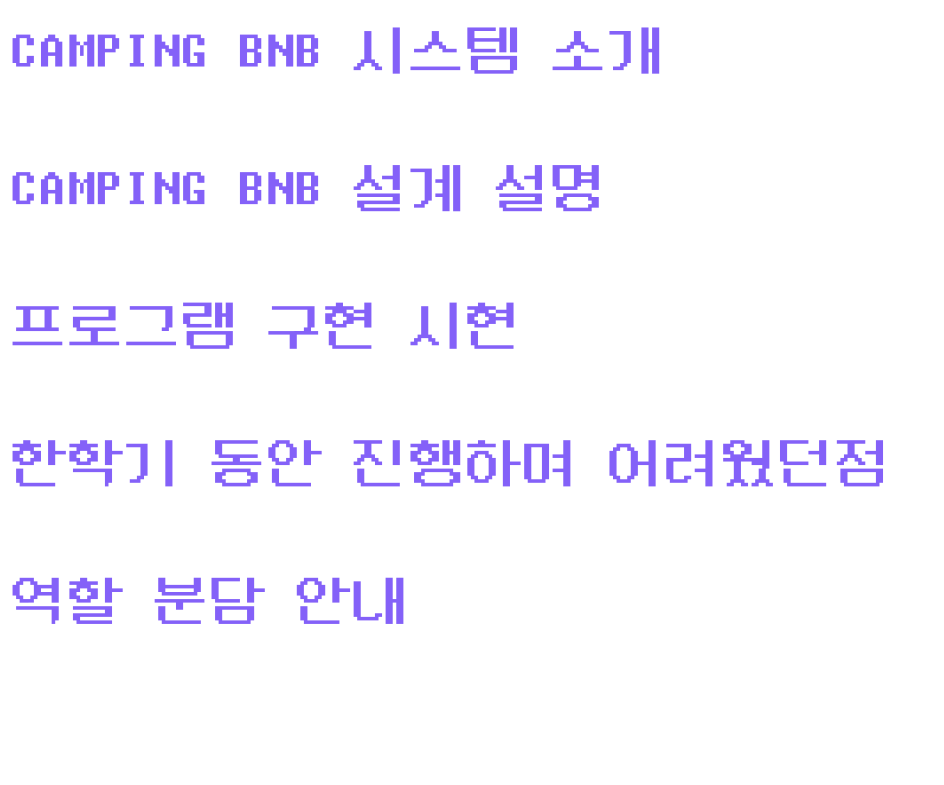 CAMPING BNB 시스템 소개
CAMPING BNB 설계 설명
프로그램 구현 시현
한학기 동안 진행하며 어려웠던점
역할 분담 안내